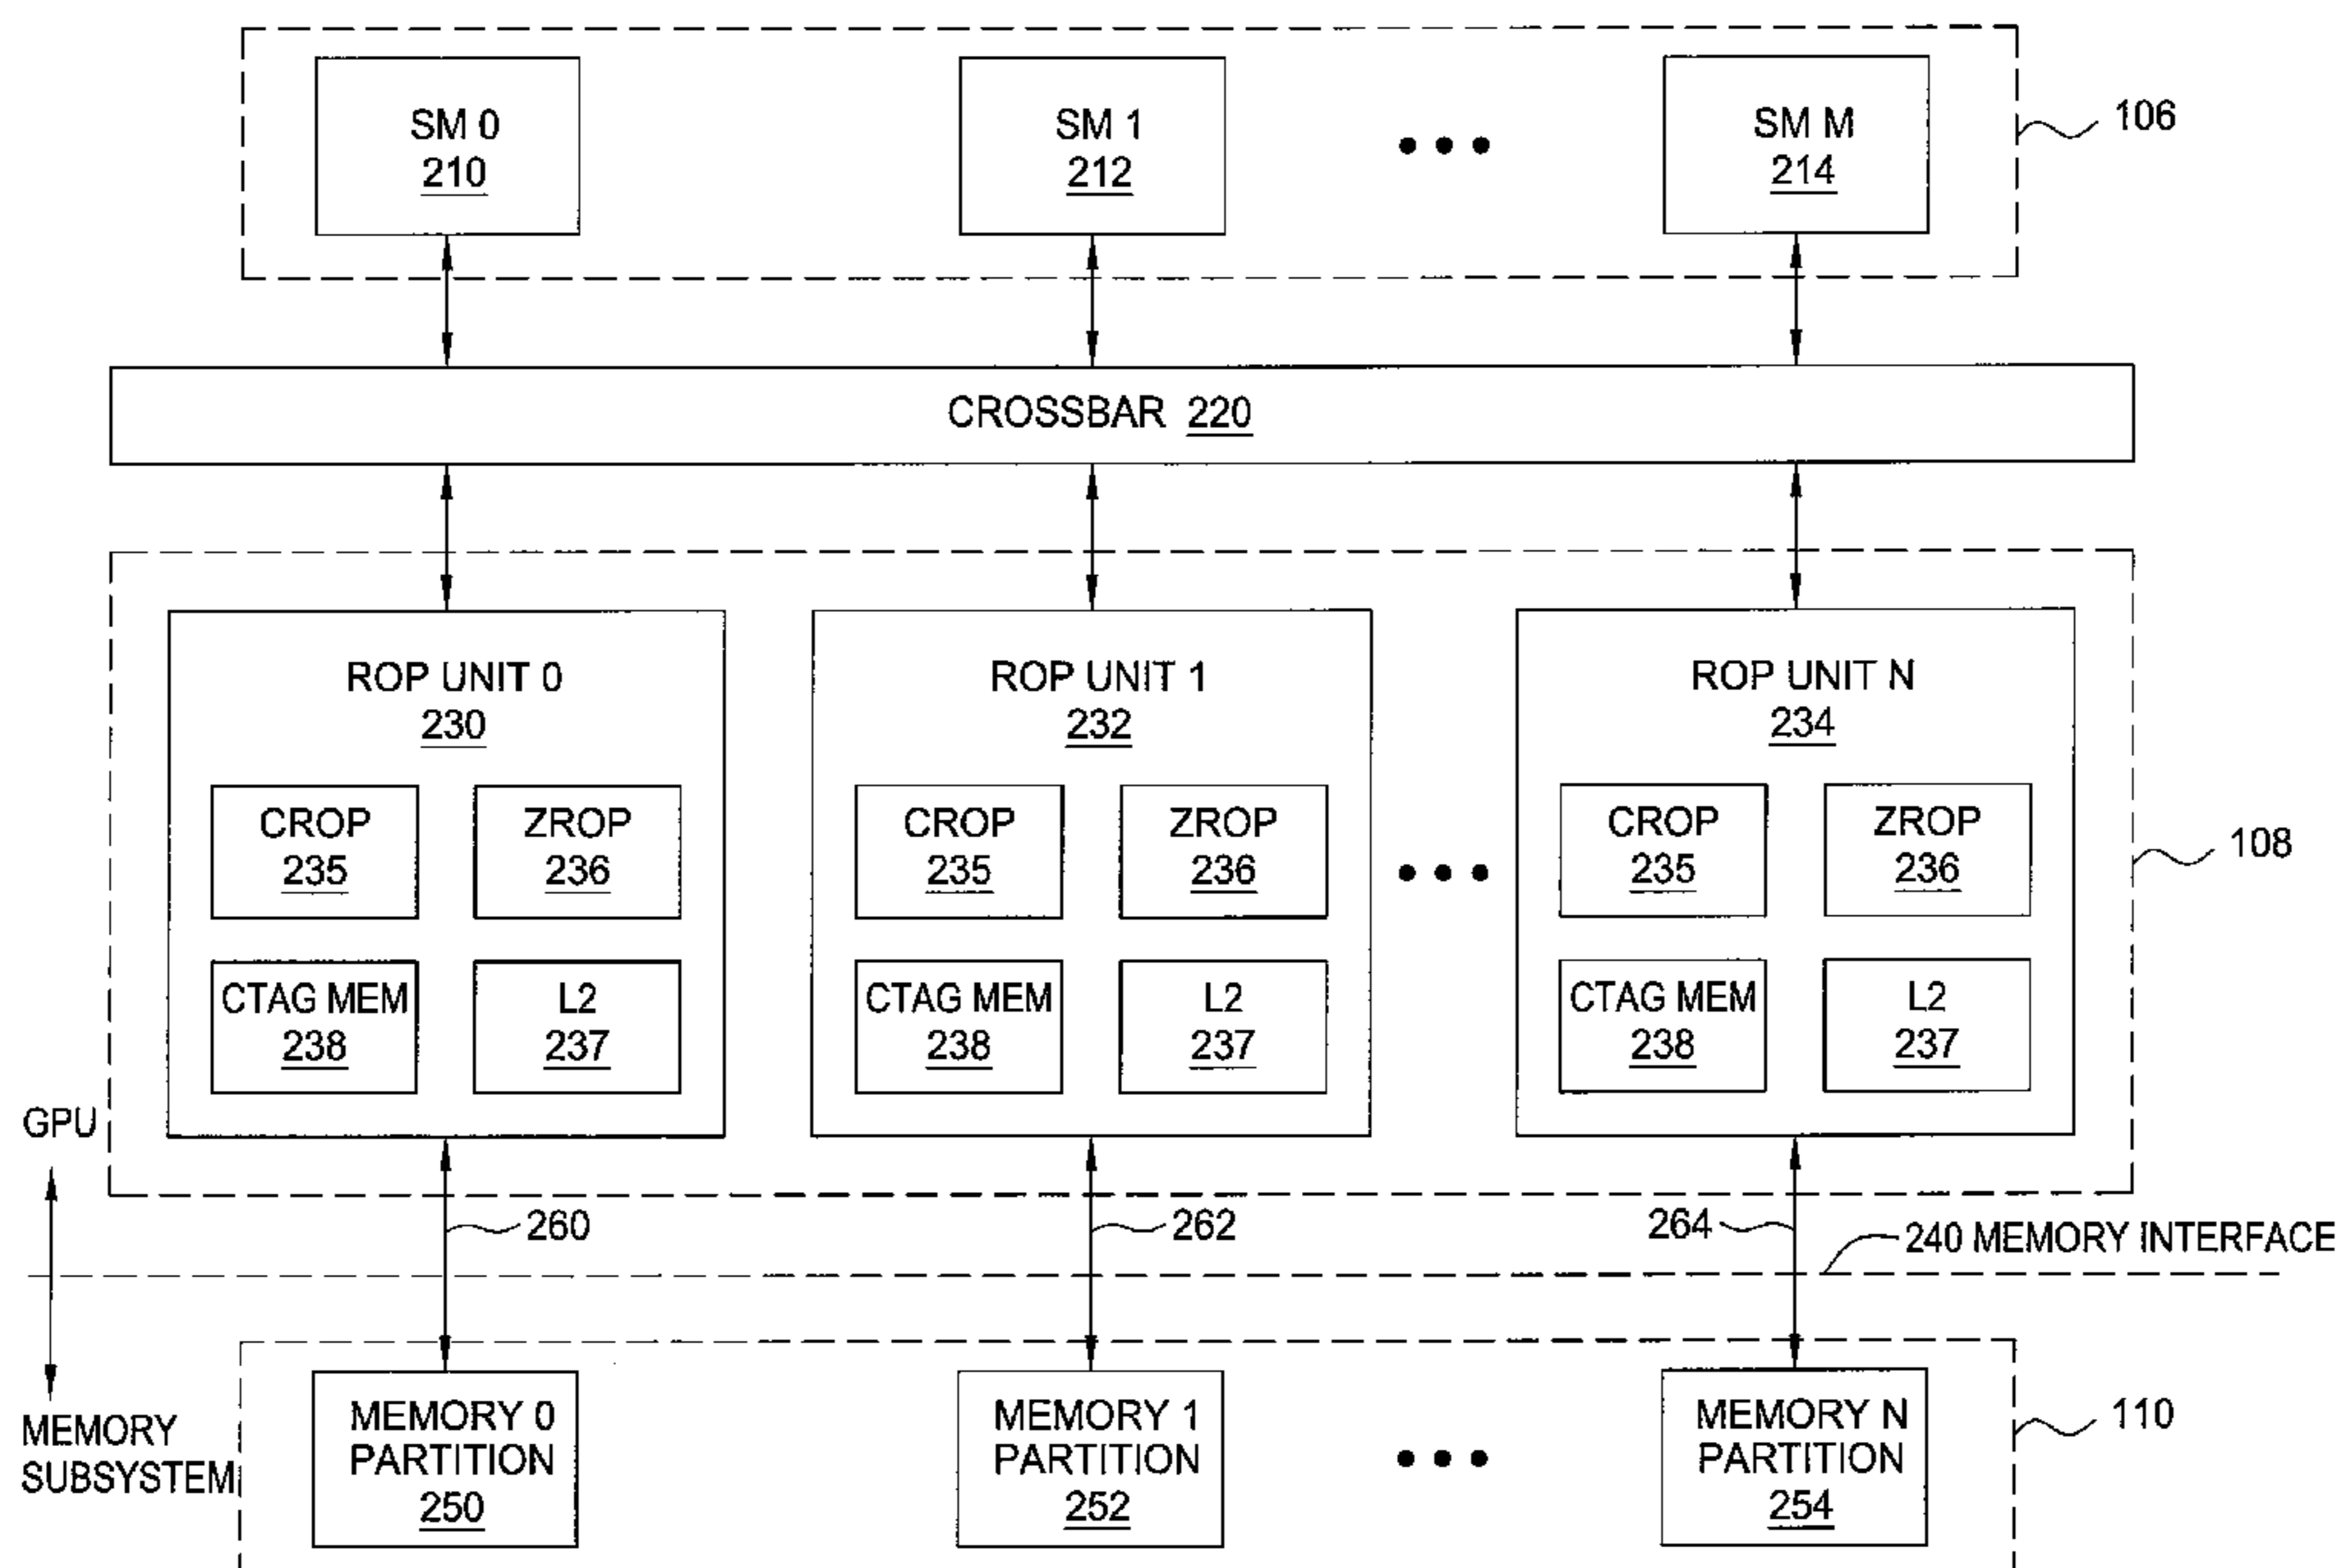 SM 0
210
SM 1
212
SM M
214
106
CROSSBAR 220
ROP UNIT 0
230
ROP UNIT 1
232
ROP UNIT N
234
CROP
235
ZROP
236
CROP
235
ZROP
236
CROP
235
ZROP
236
108
CTAG MEM
238
L2
237
CTAG MEM
238
L2
237
CTAG MEM
238
L2
237
GPU
260
262
264
240 MEMORY INTERFACE
MEMORY
SUBSYSTEM
MEMORY 0
PARTITION
250
MEMORY 1
PARTITION
252
MEMORY N
PARTITION
254
110